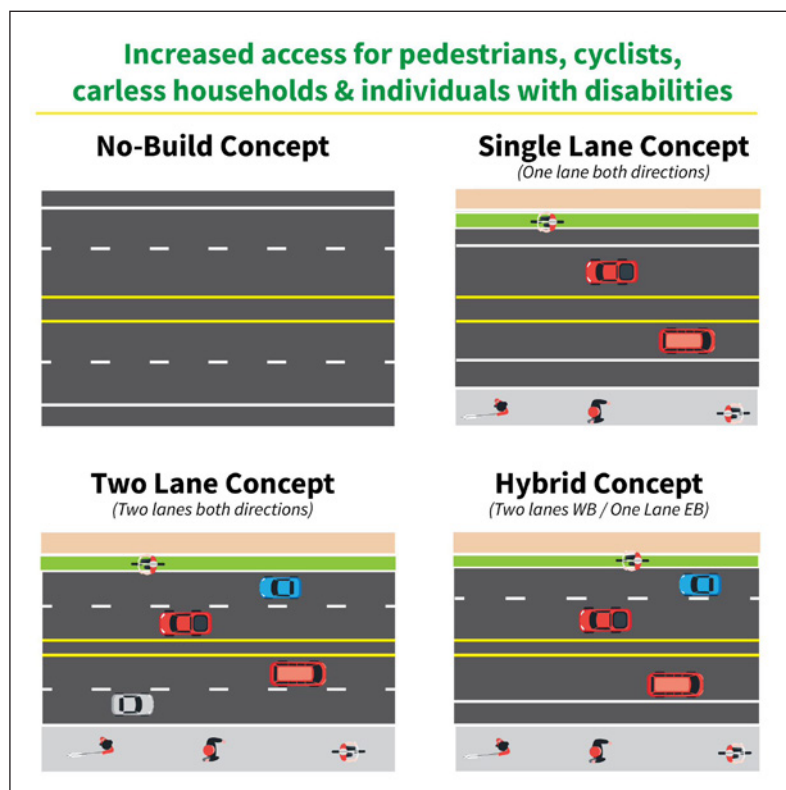 Increased access for pedestrians, cyclists,
carless households & individuals with disabilities
No-Build Concept
Single Lane Concept
(One lane both directions)
Two Lane Concept
(Two lanes both directions)
Hybrid Concept
(Two lanes WB / One Lane EB)